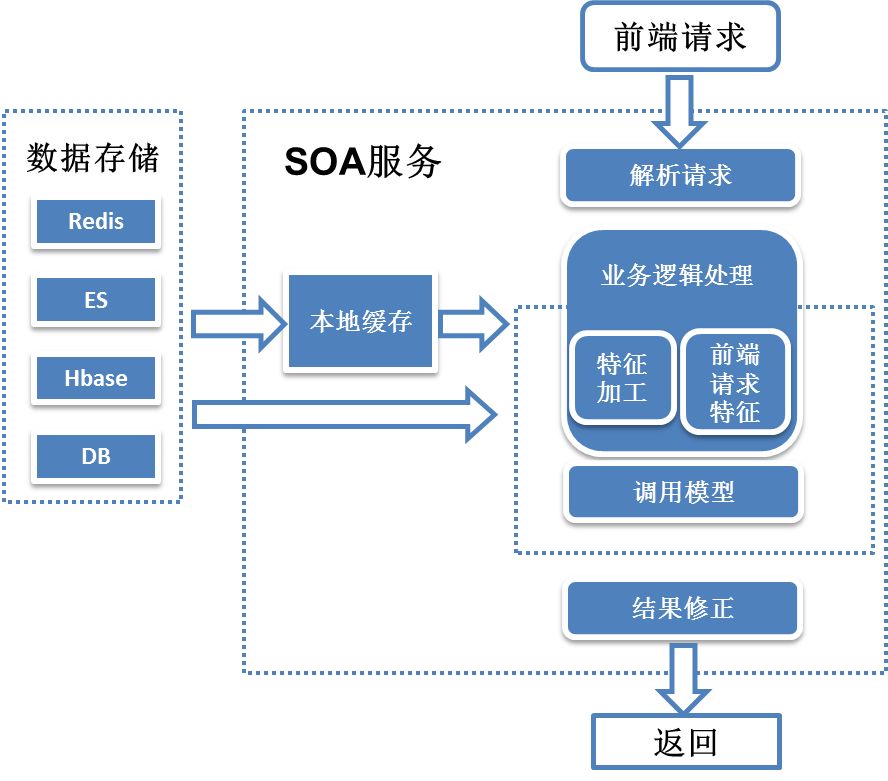 前端请求
数据存储
Redis
ES
Hbase
DB
SOA服务
解析请求
本地缓存
业务逻辑处理
特征
加工
前端
请求
特征
调用模型
结果修正
返回